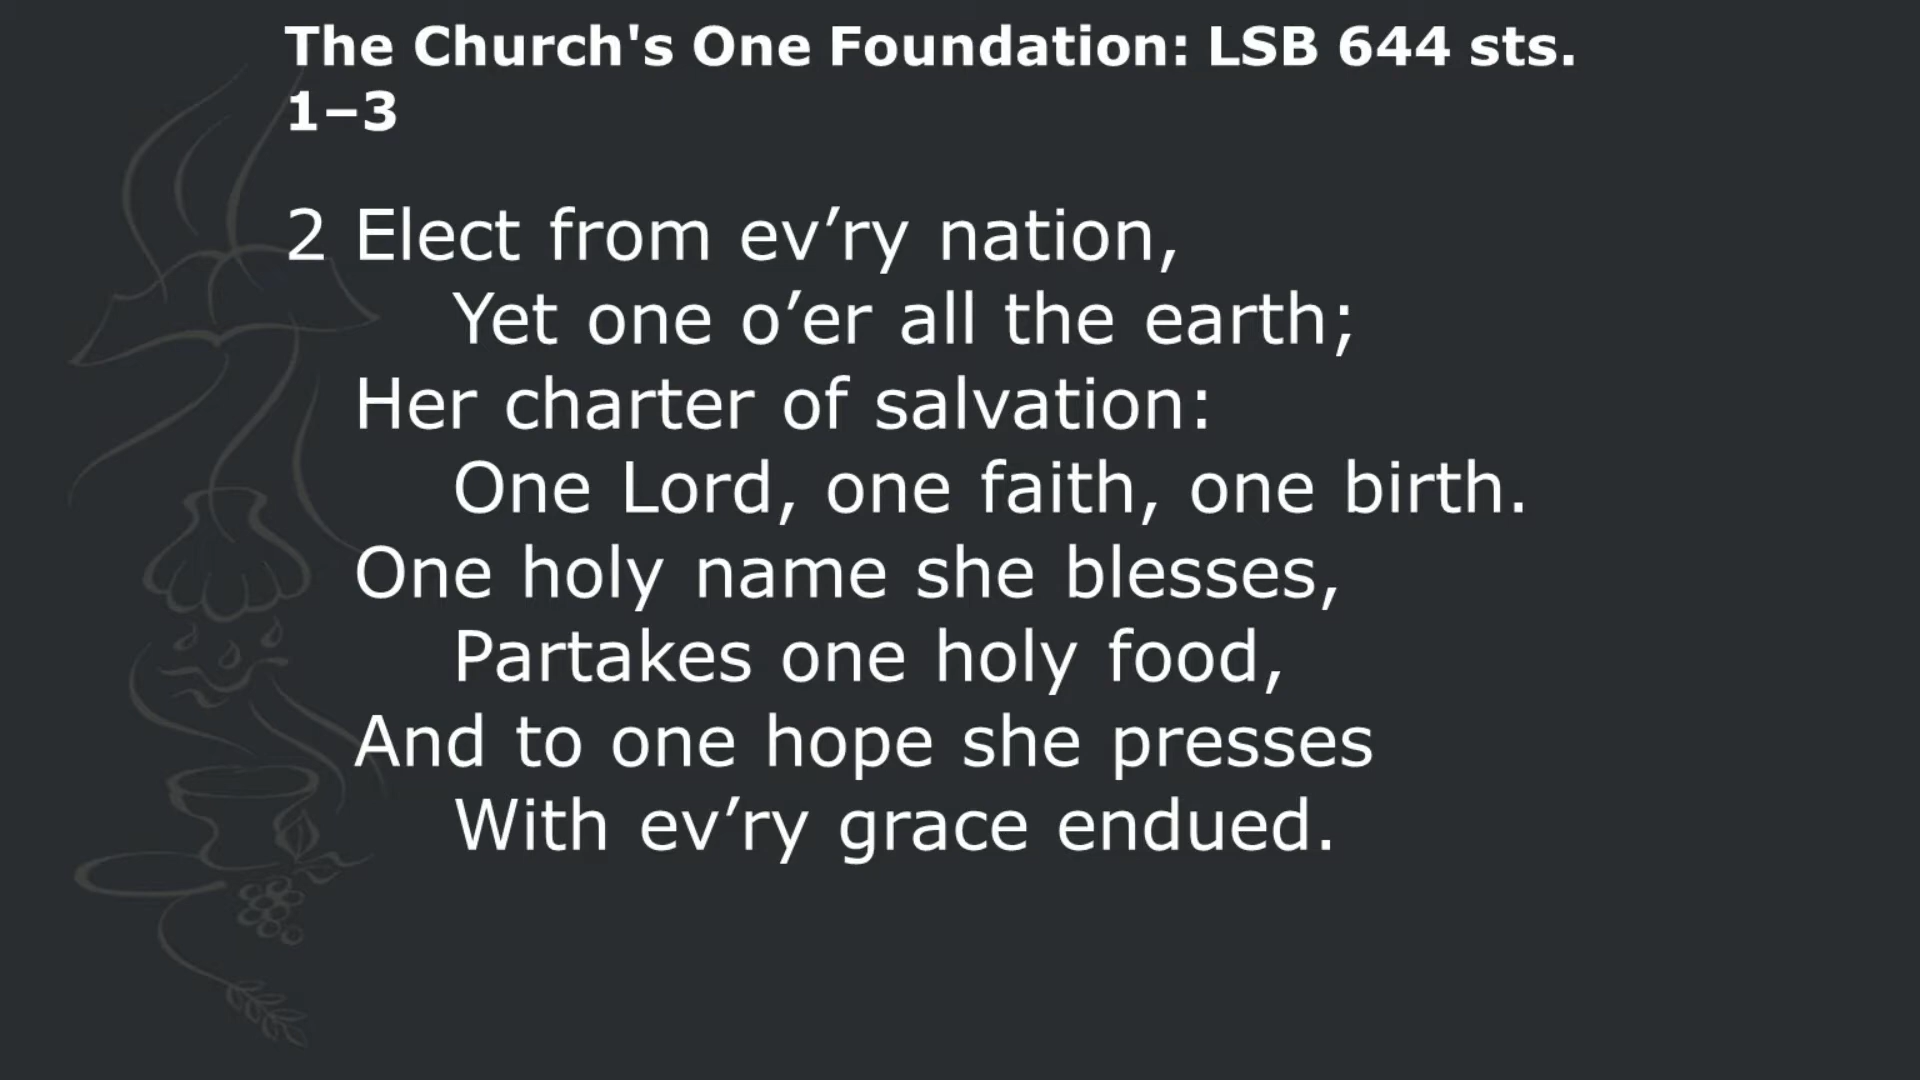 The Church's One Foundation: LSB 644 sts.
1–3
2 Elect from ev’ry nation,
Yet one o’er all the earth;
Her charter of salvation:
One Lord, one faith, one birth.
One holy name she blesses,
Partakes one holy food,
And to one hope she presses
With ev’ry grace endued.